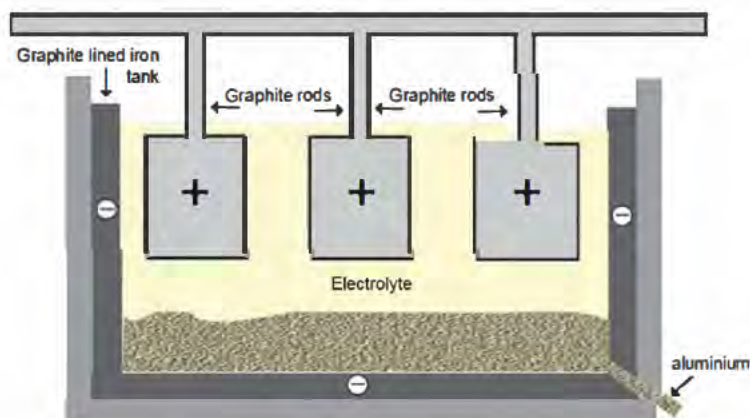 Graphite lined iron
tank
Graphite rods
Graphite rods
+
+
+
−
−
Electrolyte
aluminium
−